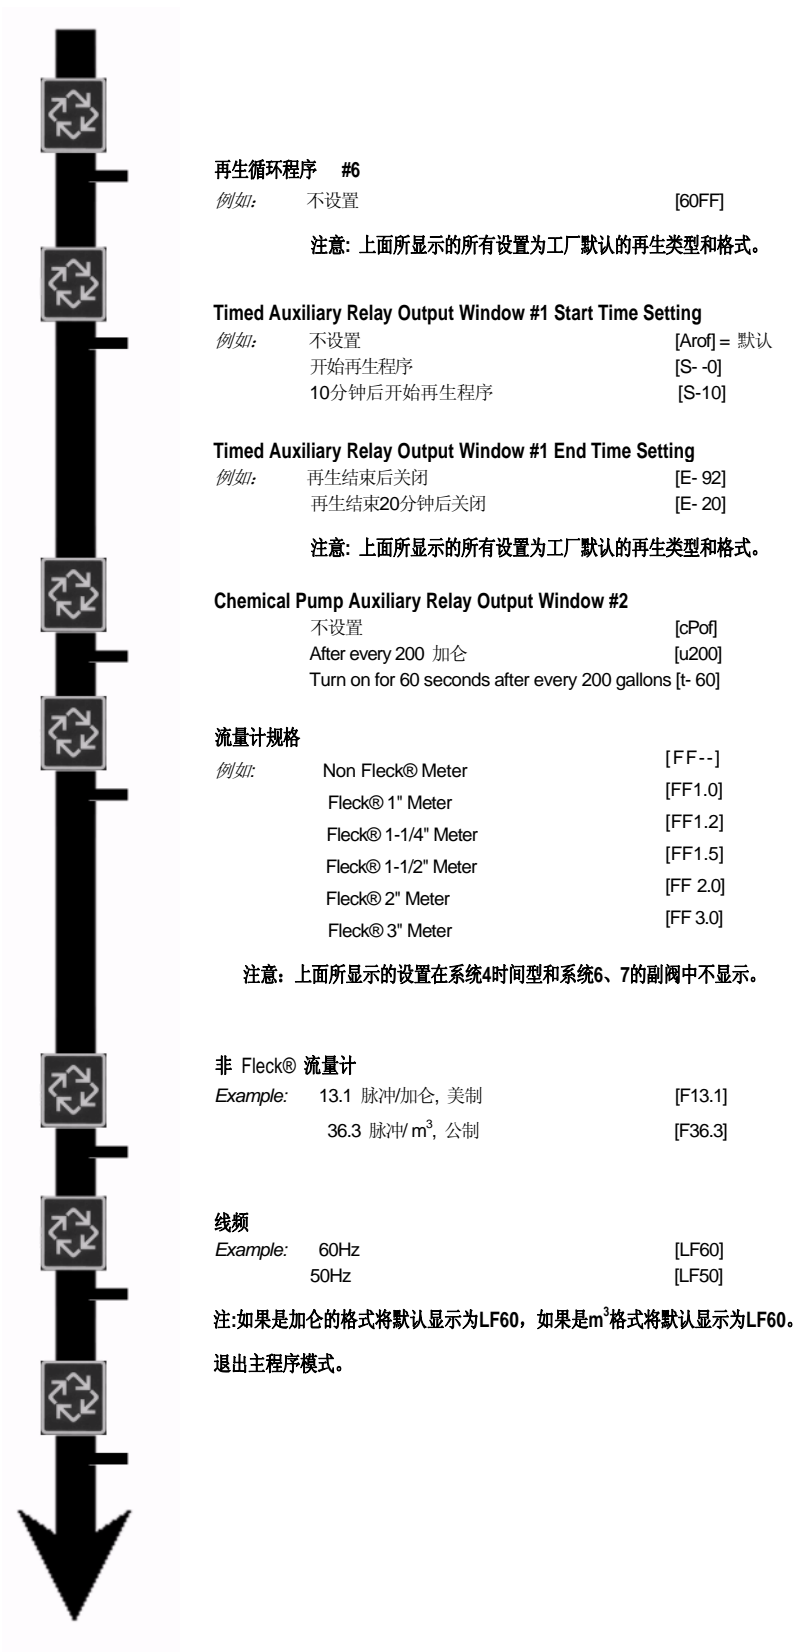 再生循环程序 #6
例如: 不设置 [60FF]
注意: 上面所显示的所有设置为工厂默认的再生类型和格式。
Timed Auxiliary Relay Output Window #1 Start Time Setting
例如: 不设置 [Arof] = 默认
开始再生程序 [S- -0]
10分钟后开始再生程序 [S-10]
Timed Auxiliary Relay Output Window #1 End Time Setting
例如: 再生结束后关闭 [E- 92]
再生结束20分钟后关闭 [E- 20]
注意: 上面所显示的所有设置为工厂默认的再生类型和格式。
Chemical Pump Auxiliary Relay Output Window #2
不设置 [cPof]
After every 200 加仑 [u200]
Turn on for 60 seconds after every 200 gallons [t- 60]
流量计规格
例如: Non Fleck® Meter [FF--]
Fleck® 1" Meter [FF1.0]
Fleck® 1-1/4" Meter [FF1.2]
Fleck® 1-1/2" Meter [FF1.5]
Fleck® 2" Meter [FF 2.0]
Fleck® 3" Meter [FF 3.0]
注意：上面所显示的设置在系统4时间型和系统6、7的副阀中不显示。
非 Fleck® 流量计
Example: 13.1 脉冲/加仑, 美制 [F13.1]
36.3 脉冲/ m³, 公制 [F36.3]
线频
Example: 60Hz [LF60]
50Hz [LF50]
注:如果是加仑的格式将默认显示为LF60，如果是m³格式将默认显示为LF60。
退出主程序模式。